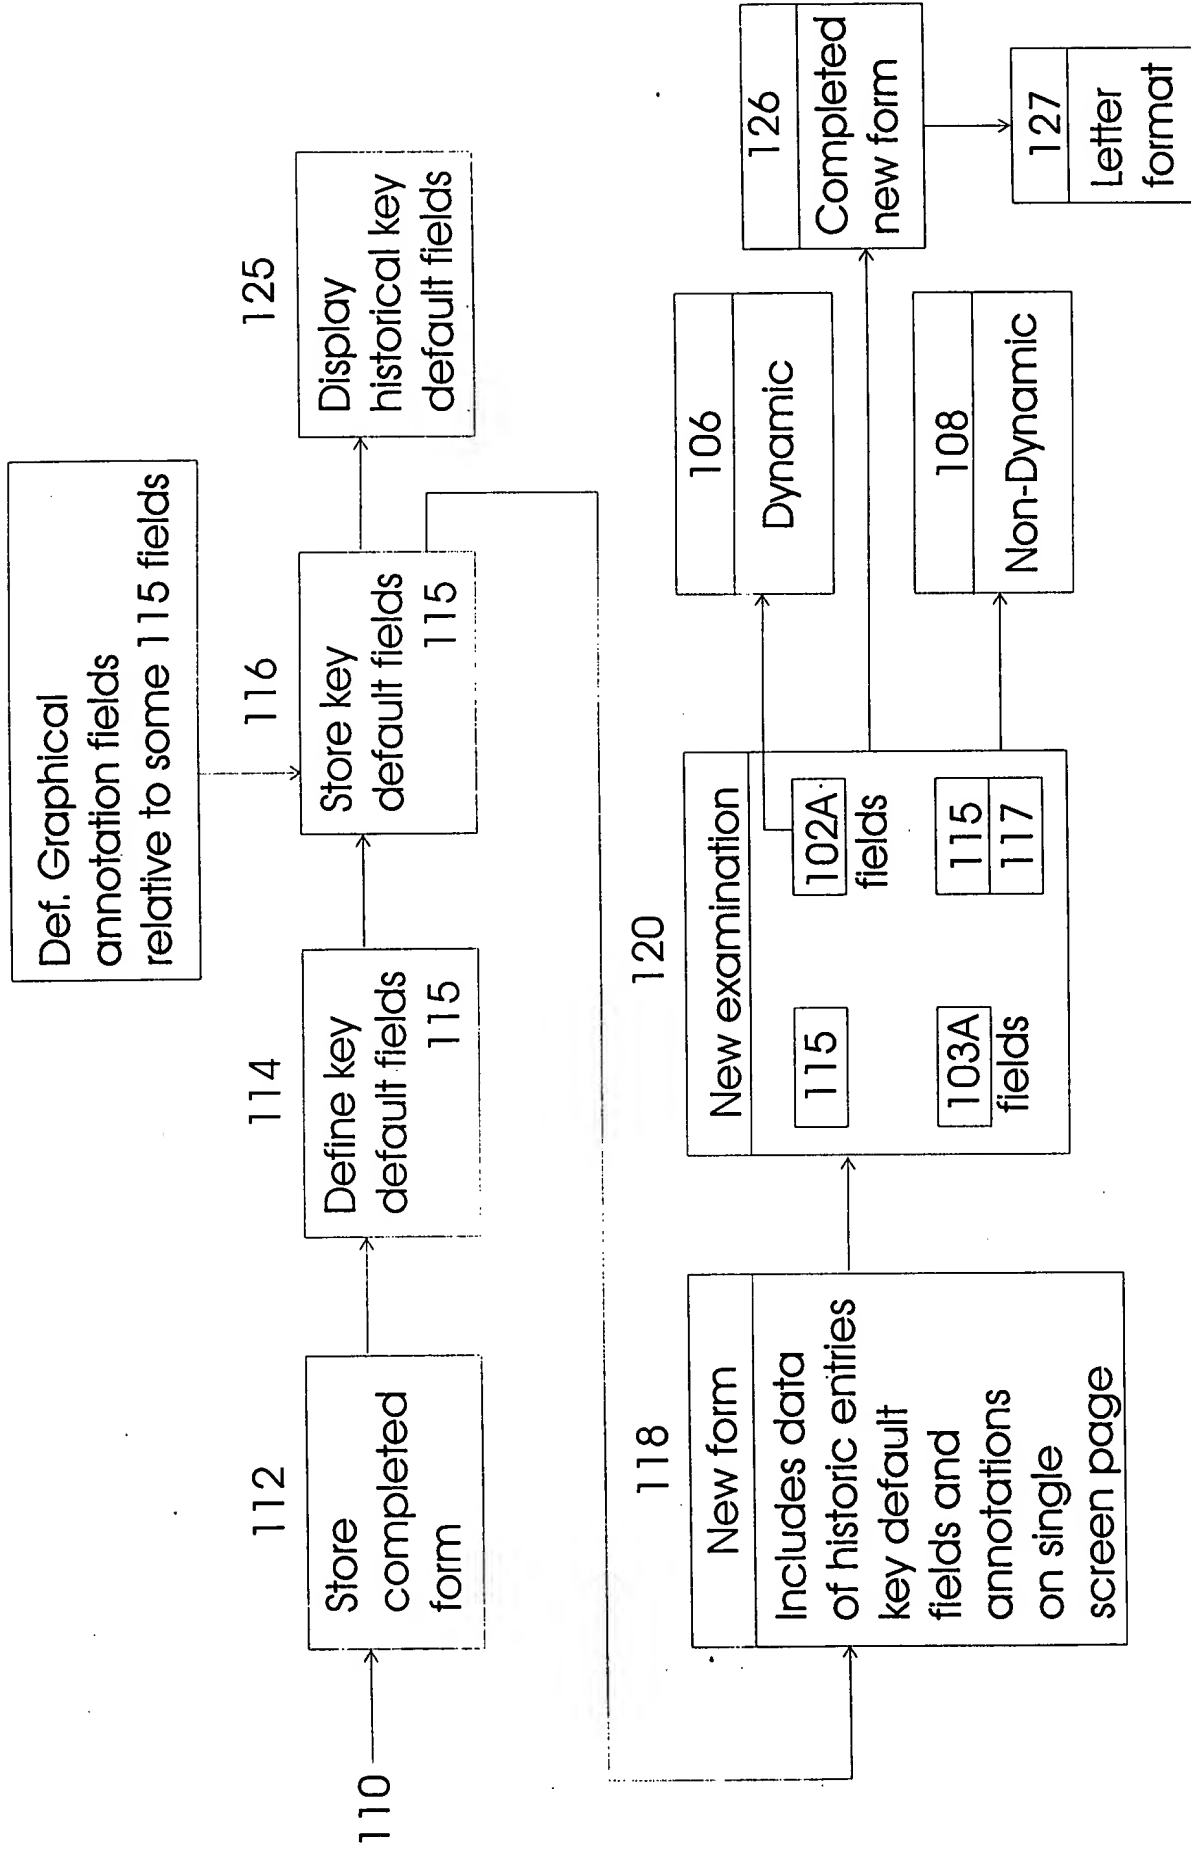 Def. Graphical
annotation fields
relative to some 115 fields
110
112
Store
completed
form
114
Define key
default fields
115
116
Store key
default fields
115
125
Display
historical key
default fields
118
New form
Includes data
of historic entries
key default
fields and
annotations
on single
screen page
120
New examination
115
103A
fields
102A
fields
115
117
106
Dynamic
108
Non-Dynamic
126
Completed
new form
127
Letter
format